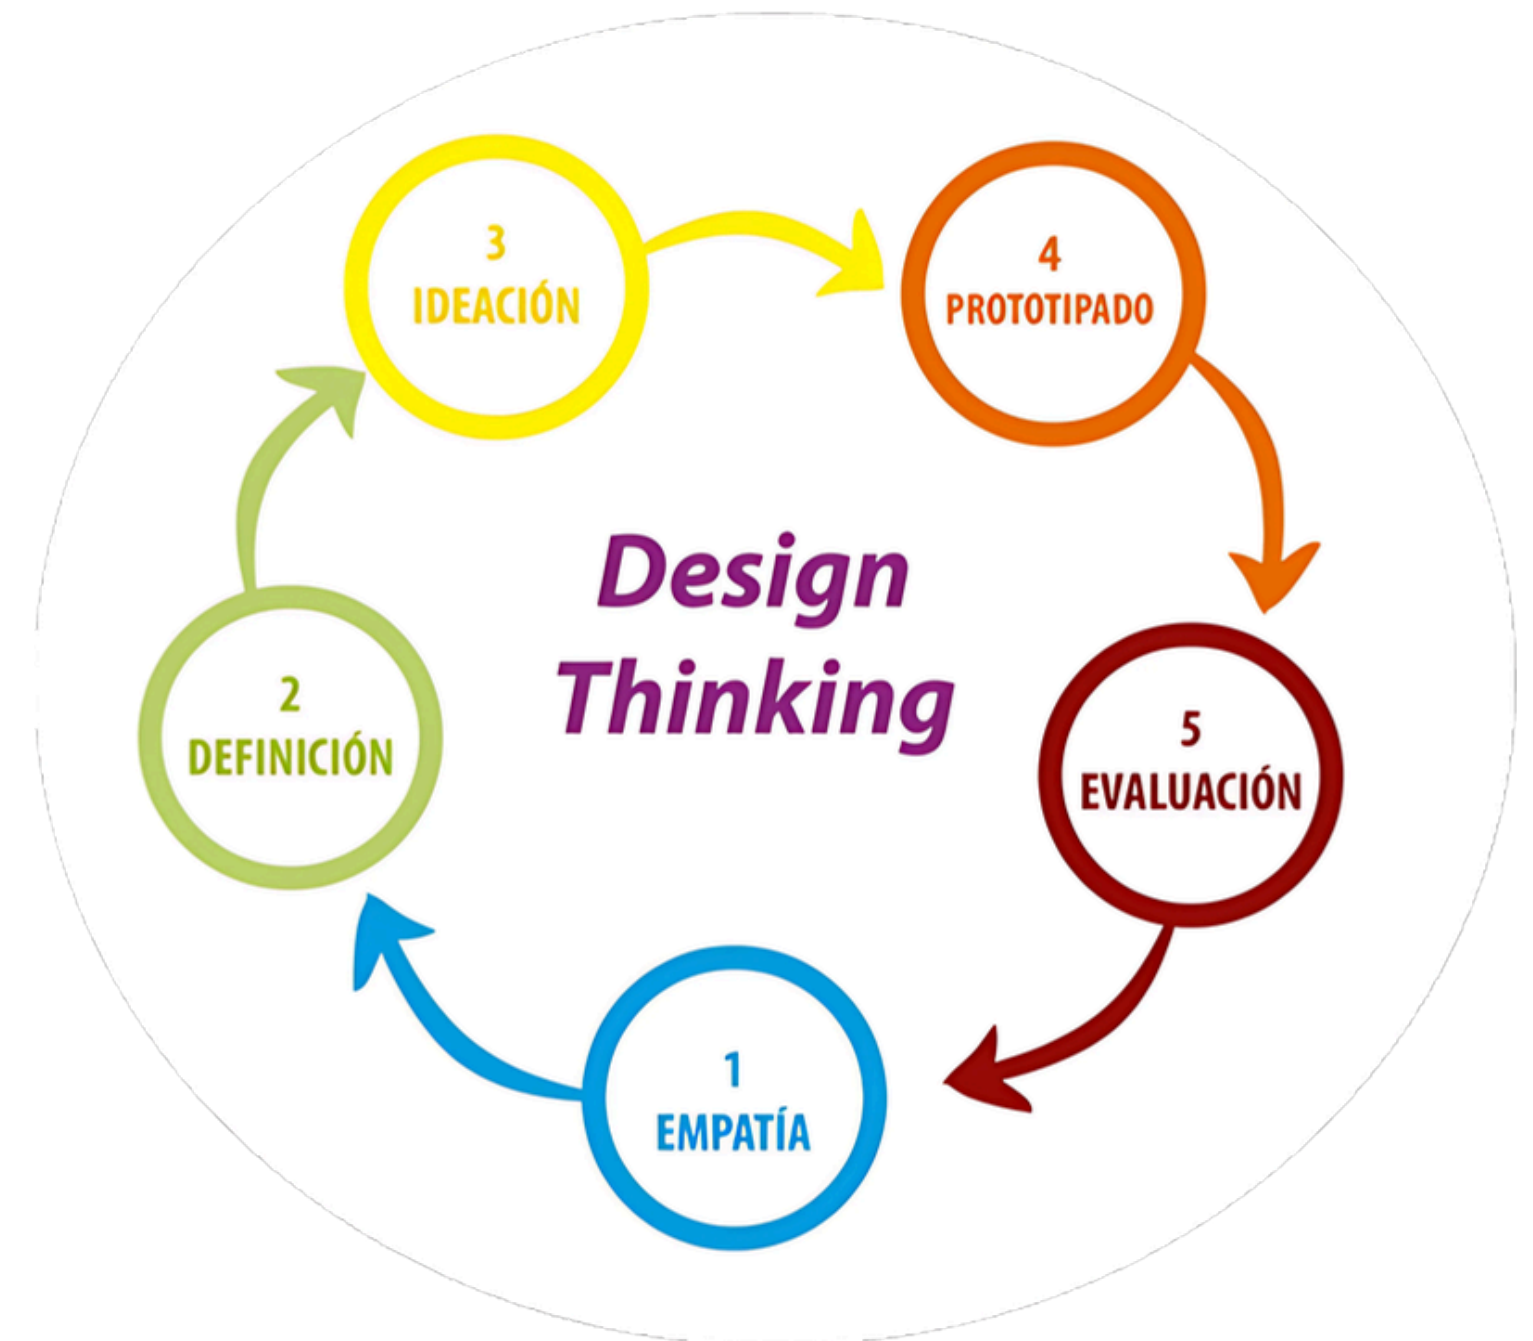 3
IDEACIÓN
4
PROTOTIPADO
Design
Thinking
2
DEFINICIÓN
5
EVALUACIÓN
1
EMPATÍA